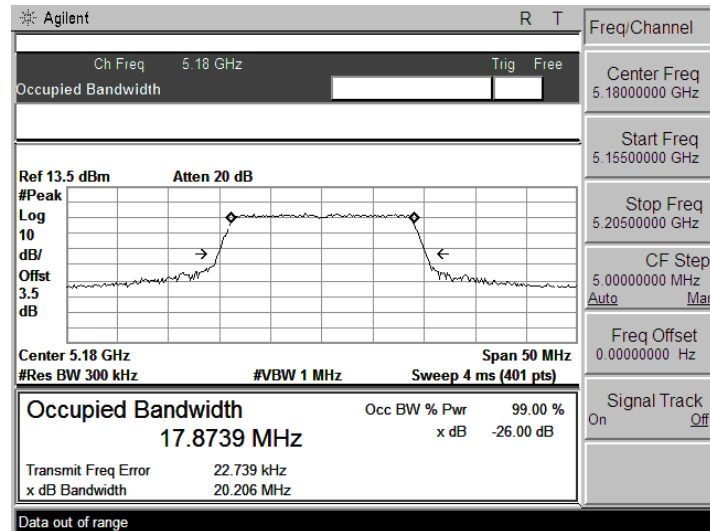 Agilent R T
Freq/Channel
Ch Freq 5.18 GHz Trig Free
Occupied Bandwidth
Center Freq
5.18000000 GHz
Start Freq
5.15500000 GHz
Stop Freq
5.20500000 GHz
CF Step
5.00000000 MHz
Auto Man
Freq Offset
0.00000000 Hz
Signal Track
On Off
Ref 13.5 dBm Atten 20 dB
#Peak
Log
10
dB/
Offst
3.5
dB
Center 5.18 GHz Span 50 MHz
#Res BW 300 kHz #VBW 1 MHz Sweep 4 ms (401 pts)
Occupied Bandwidth
17.8739 MHz
Occ BW % Pwr 99.00 %
x dB -26.00 dB
Transmit Freq Error 22.739 kHz
x dB Bandwidth 20.206 MHz
Data out of range